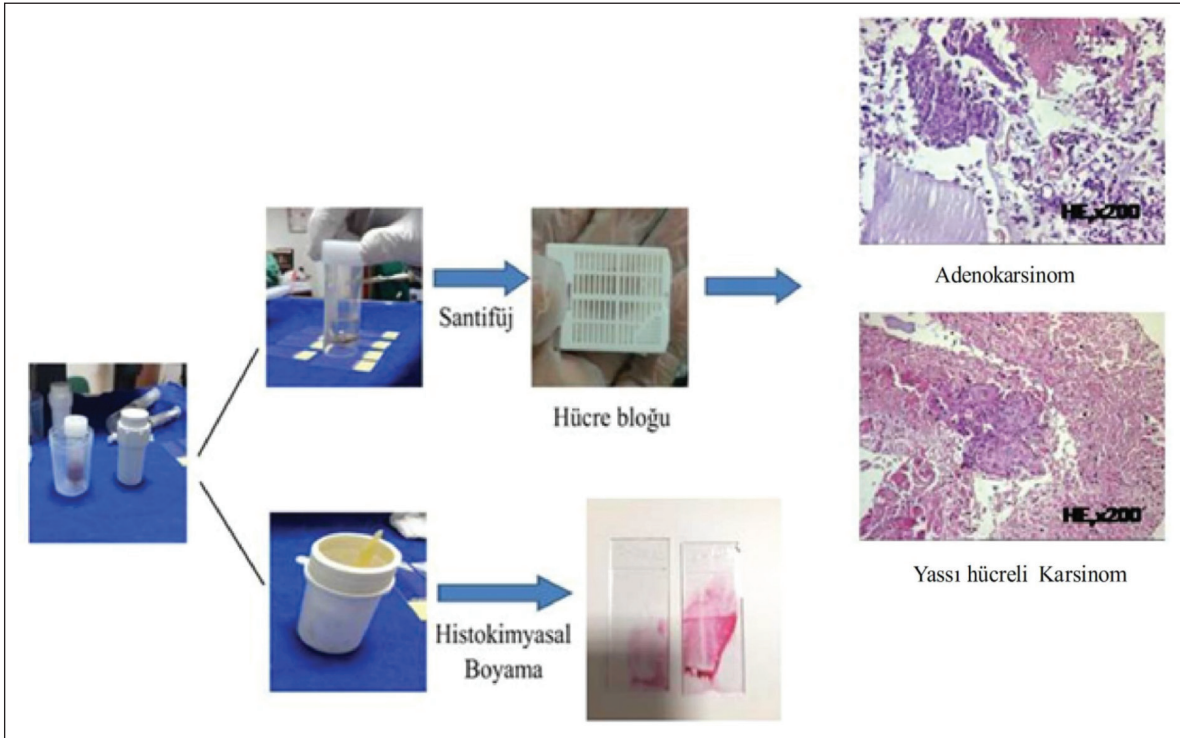 HE,x200
Adenokarsinom
Santifüj
Hücre bloğu
HE,x200
Yassı hücreli Karsinom
Histokimyasal
Boyama